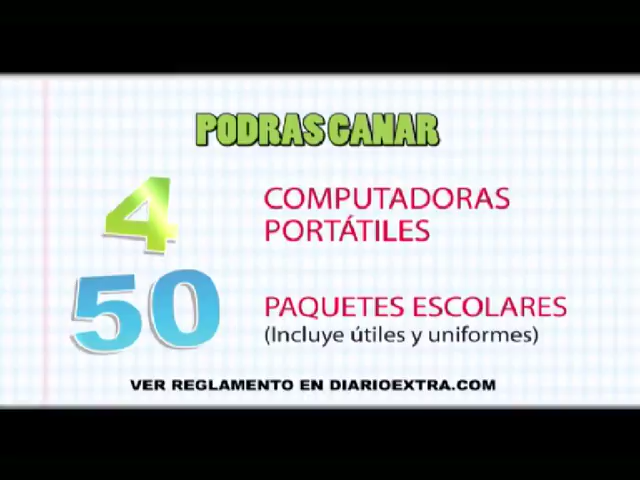 PODRAS GANAR
4 COMPUTADORAS
PORTÁTILES
50 PAQUETES ESCOLARES
(Incluye útiles y uniformes)
VER REGLAMENTO EN DIARIOEXTRA.COM